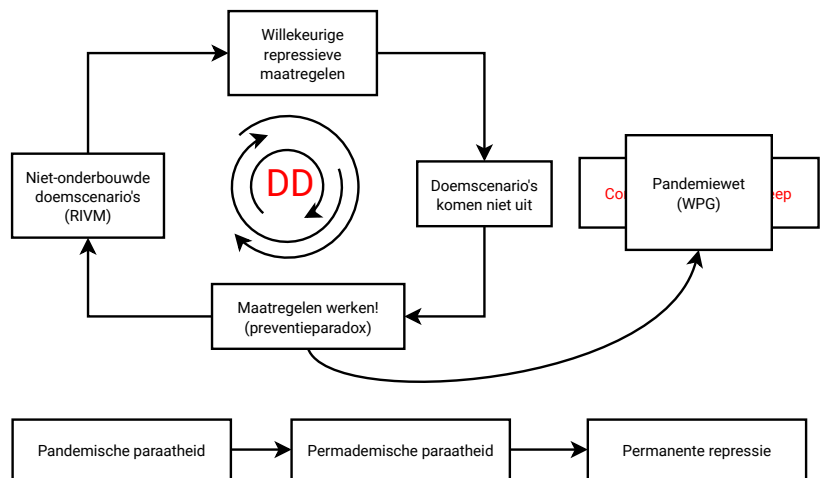 Willekeurige
repressieve
maatregelen
Niet-onderbouwde
doemscenario's
(RIVM)
DD
Doemscenario's
komen niet uit
Pandemiewet
(WPG)
Maatregelen werken!
(preventieparadox)
Pandemische paraatheid
Permademische paraatheid
Permanente repressie